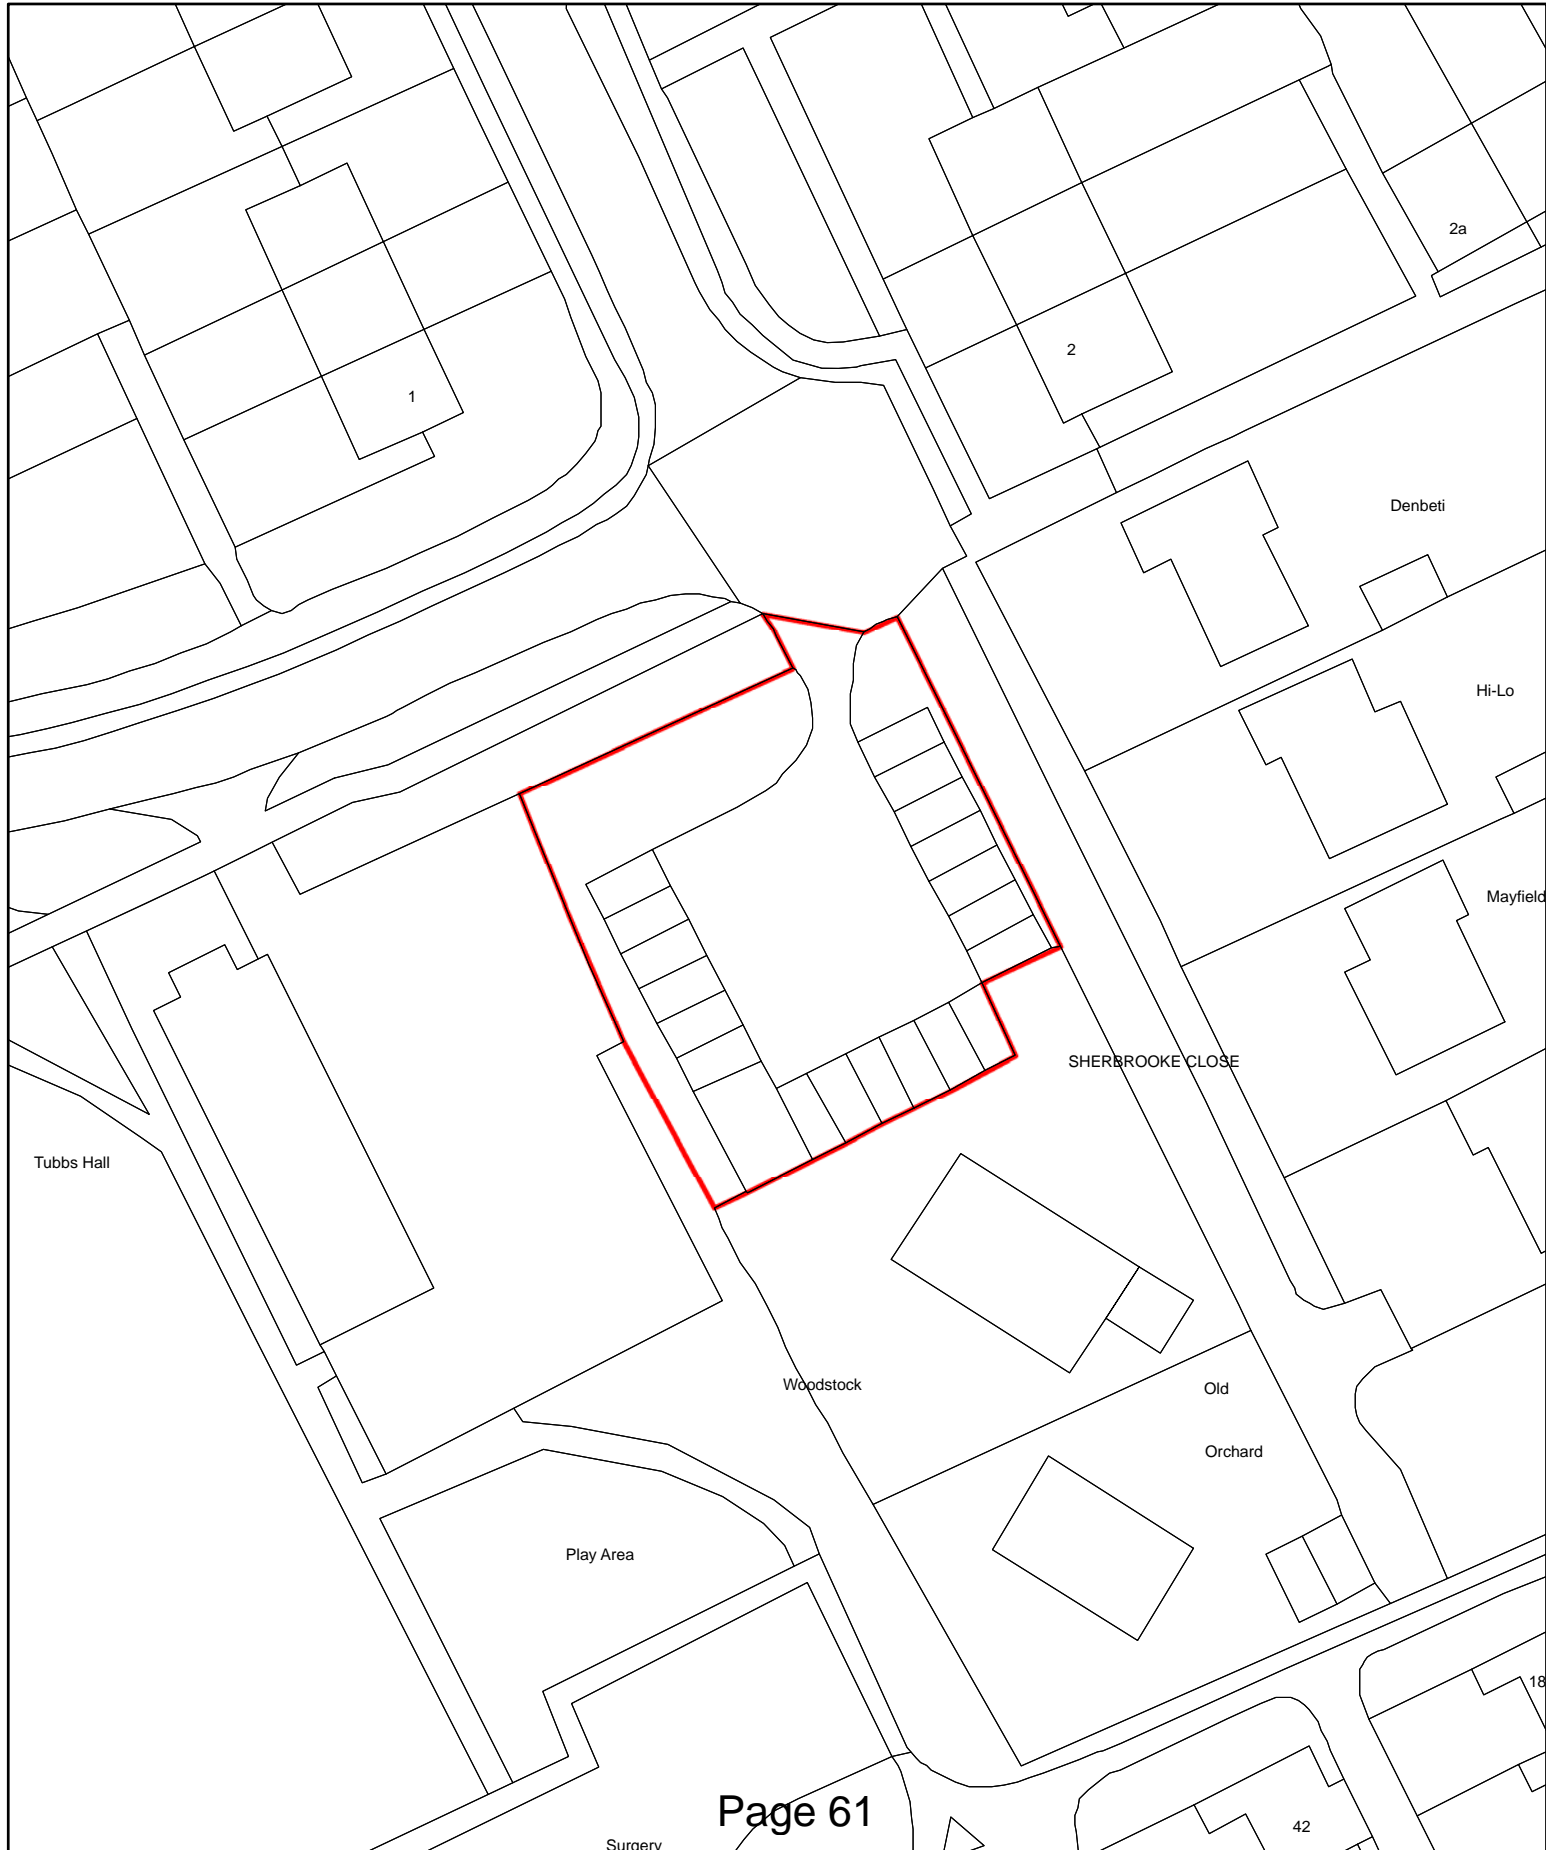 2a
2
1
Denbeti
Hi-Lo
Mayfield
SHERBROOKE CLOSE
Tubbs Hall
Woodstock
Old
Orchard
Play Area
18
Page 61
42
Surgery